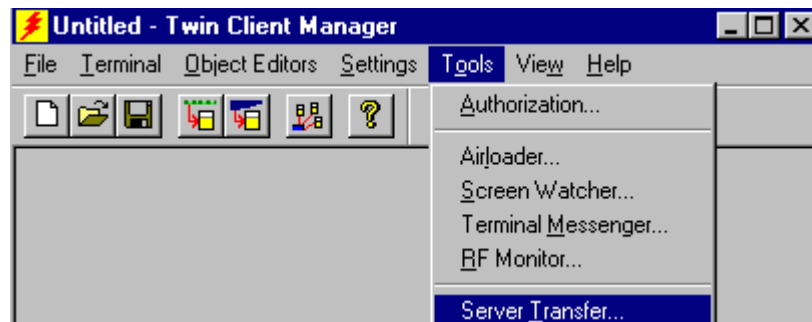 Untitled - Twin Client Manager
File Terminal Object Editors Settings Tools View Help
Authorization...
Airloader...
Screen Watcher...
Terminal Messenger...
RF Monitor...
Server Transfer...